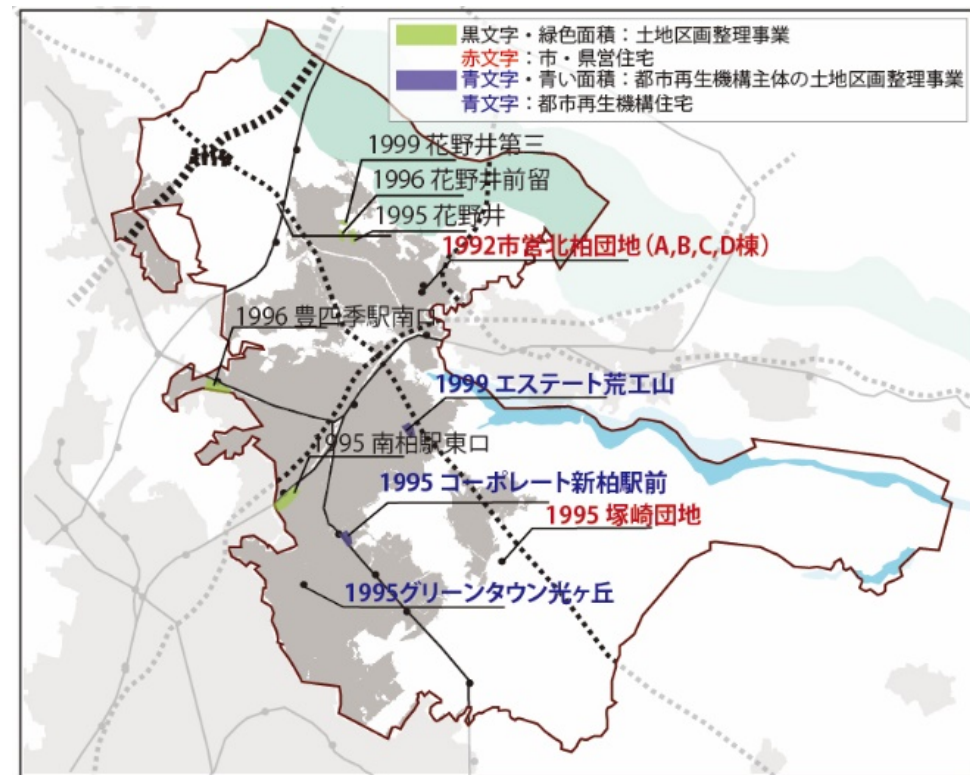 黒文字・緑色面積：土地区画整理事業
赤文字：市・県営住宅
青文字・青い面積：都市再生機構主体の土地区画整理事業
青文字：都市再生機構住宅
1999 花野井第三
1996 花野井前留
1995 花野井
1992市営北柏団地（A,B,C,D棟）
1996 豊四季駅南口
1999 エステート荒工山
1995 南柏駅東口
1995 コーポレート新柏駅前
1995 塚崎団地
1995グリーンタウン光ヶ丘